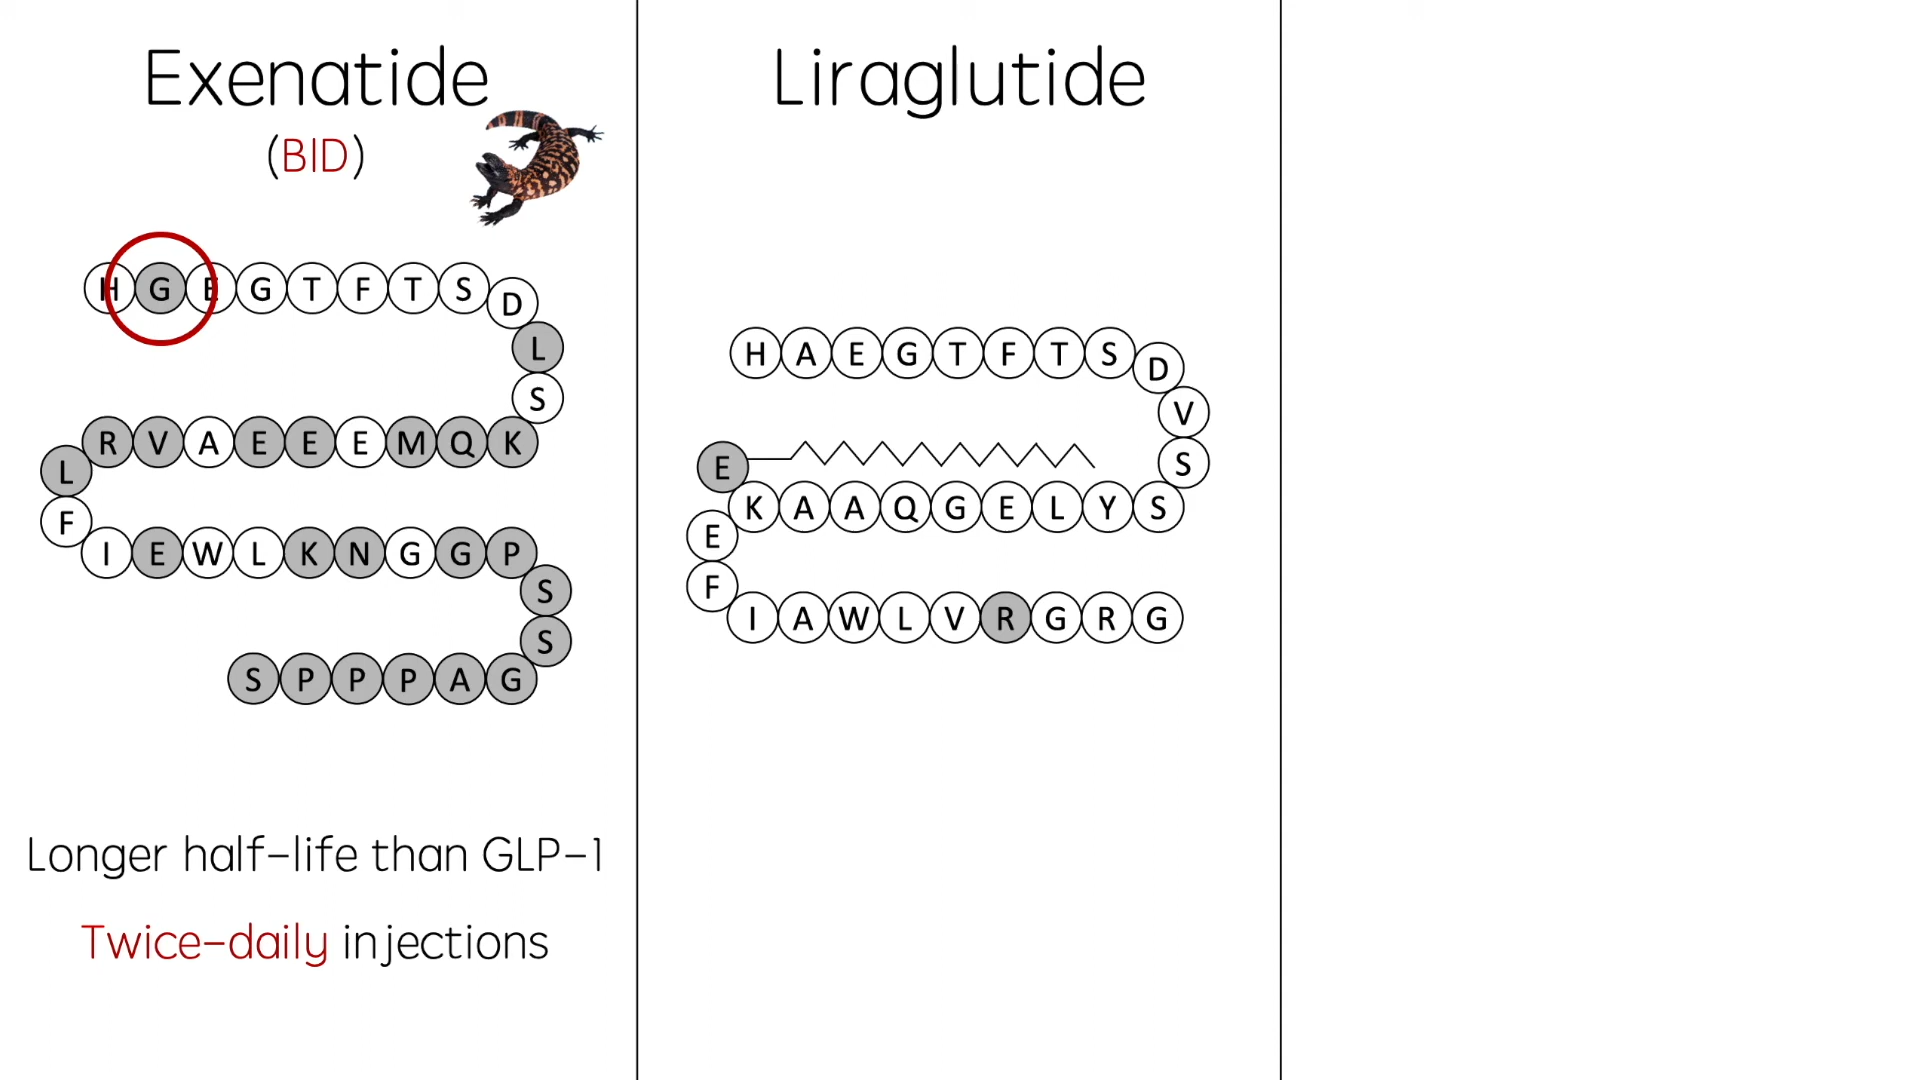 Exenatide
(BID)
H G E G T F T S D
L
S
R V A E E E M Q K
L
F
I E W L K N G G P
S
S
S P P P A G
Longer half-life than GLP-1
Twice-daily injections
Liraglutide
H A E G T F T S D
V
S
E
K A A Q G E L Y S
E
F
I A W L V R G R G